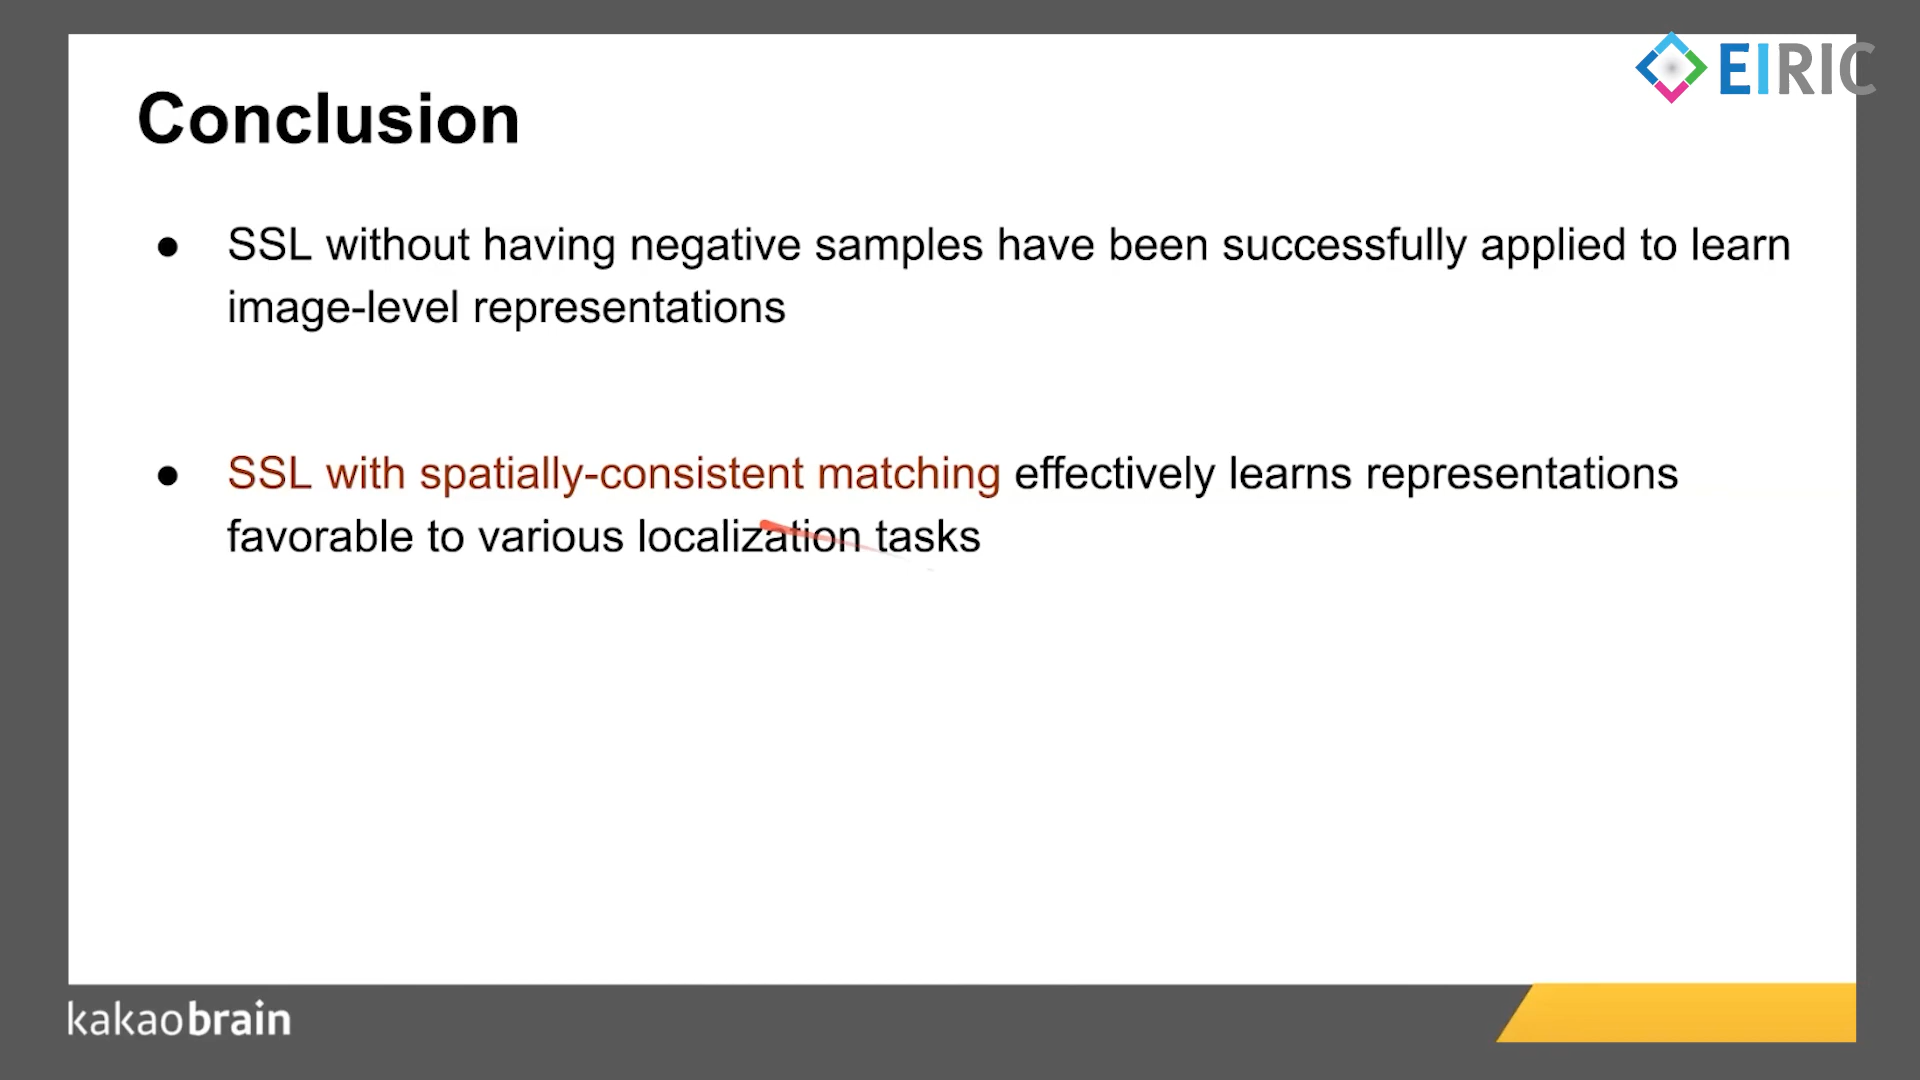 EIRIC
Conclusion
● SSL without having negative samples have been successfully applied to learn
image-level representations
● SSL with spatially-consistent matching effectively learns representations
favorable to various localization tasks
kakaobrain